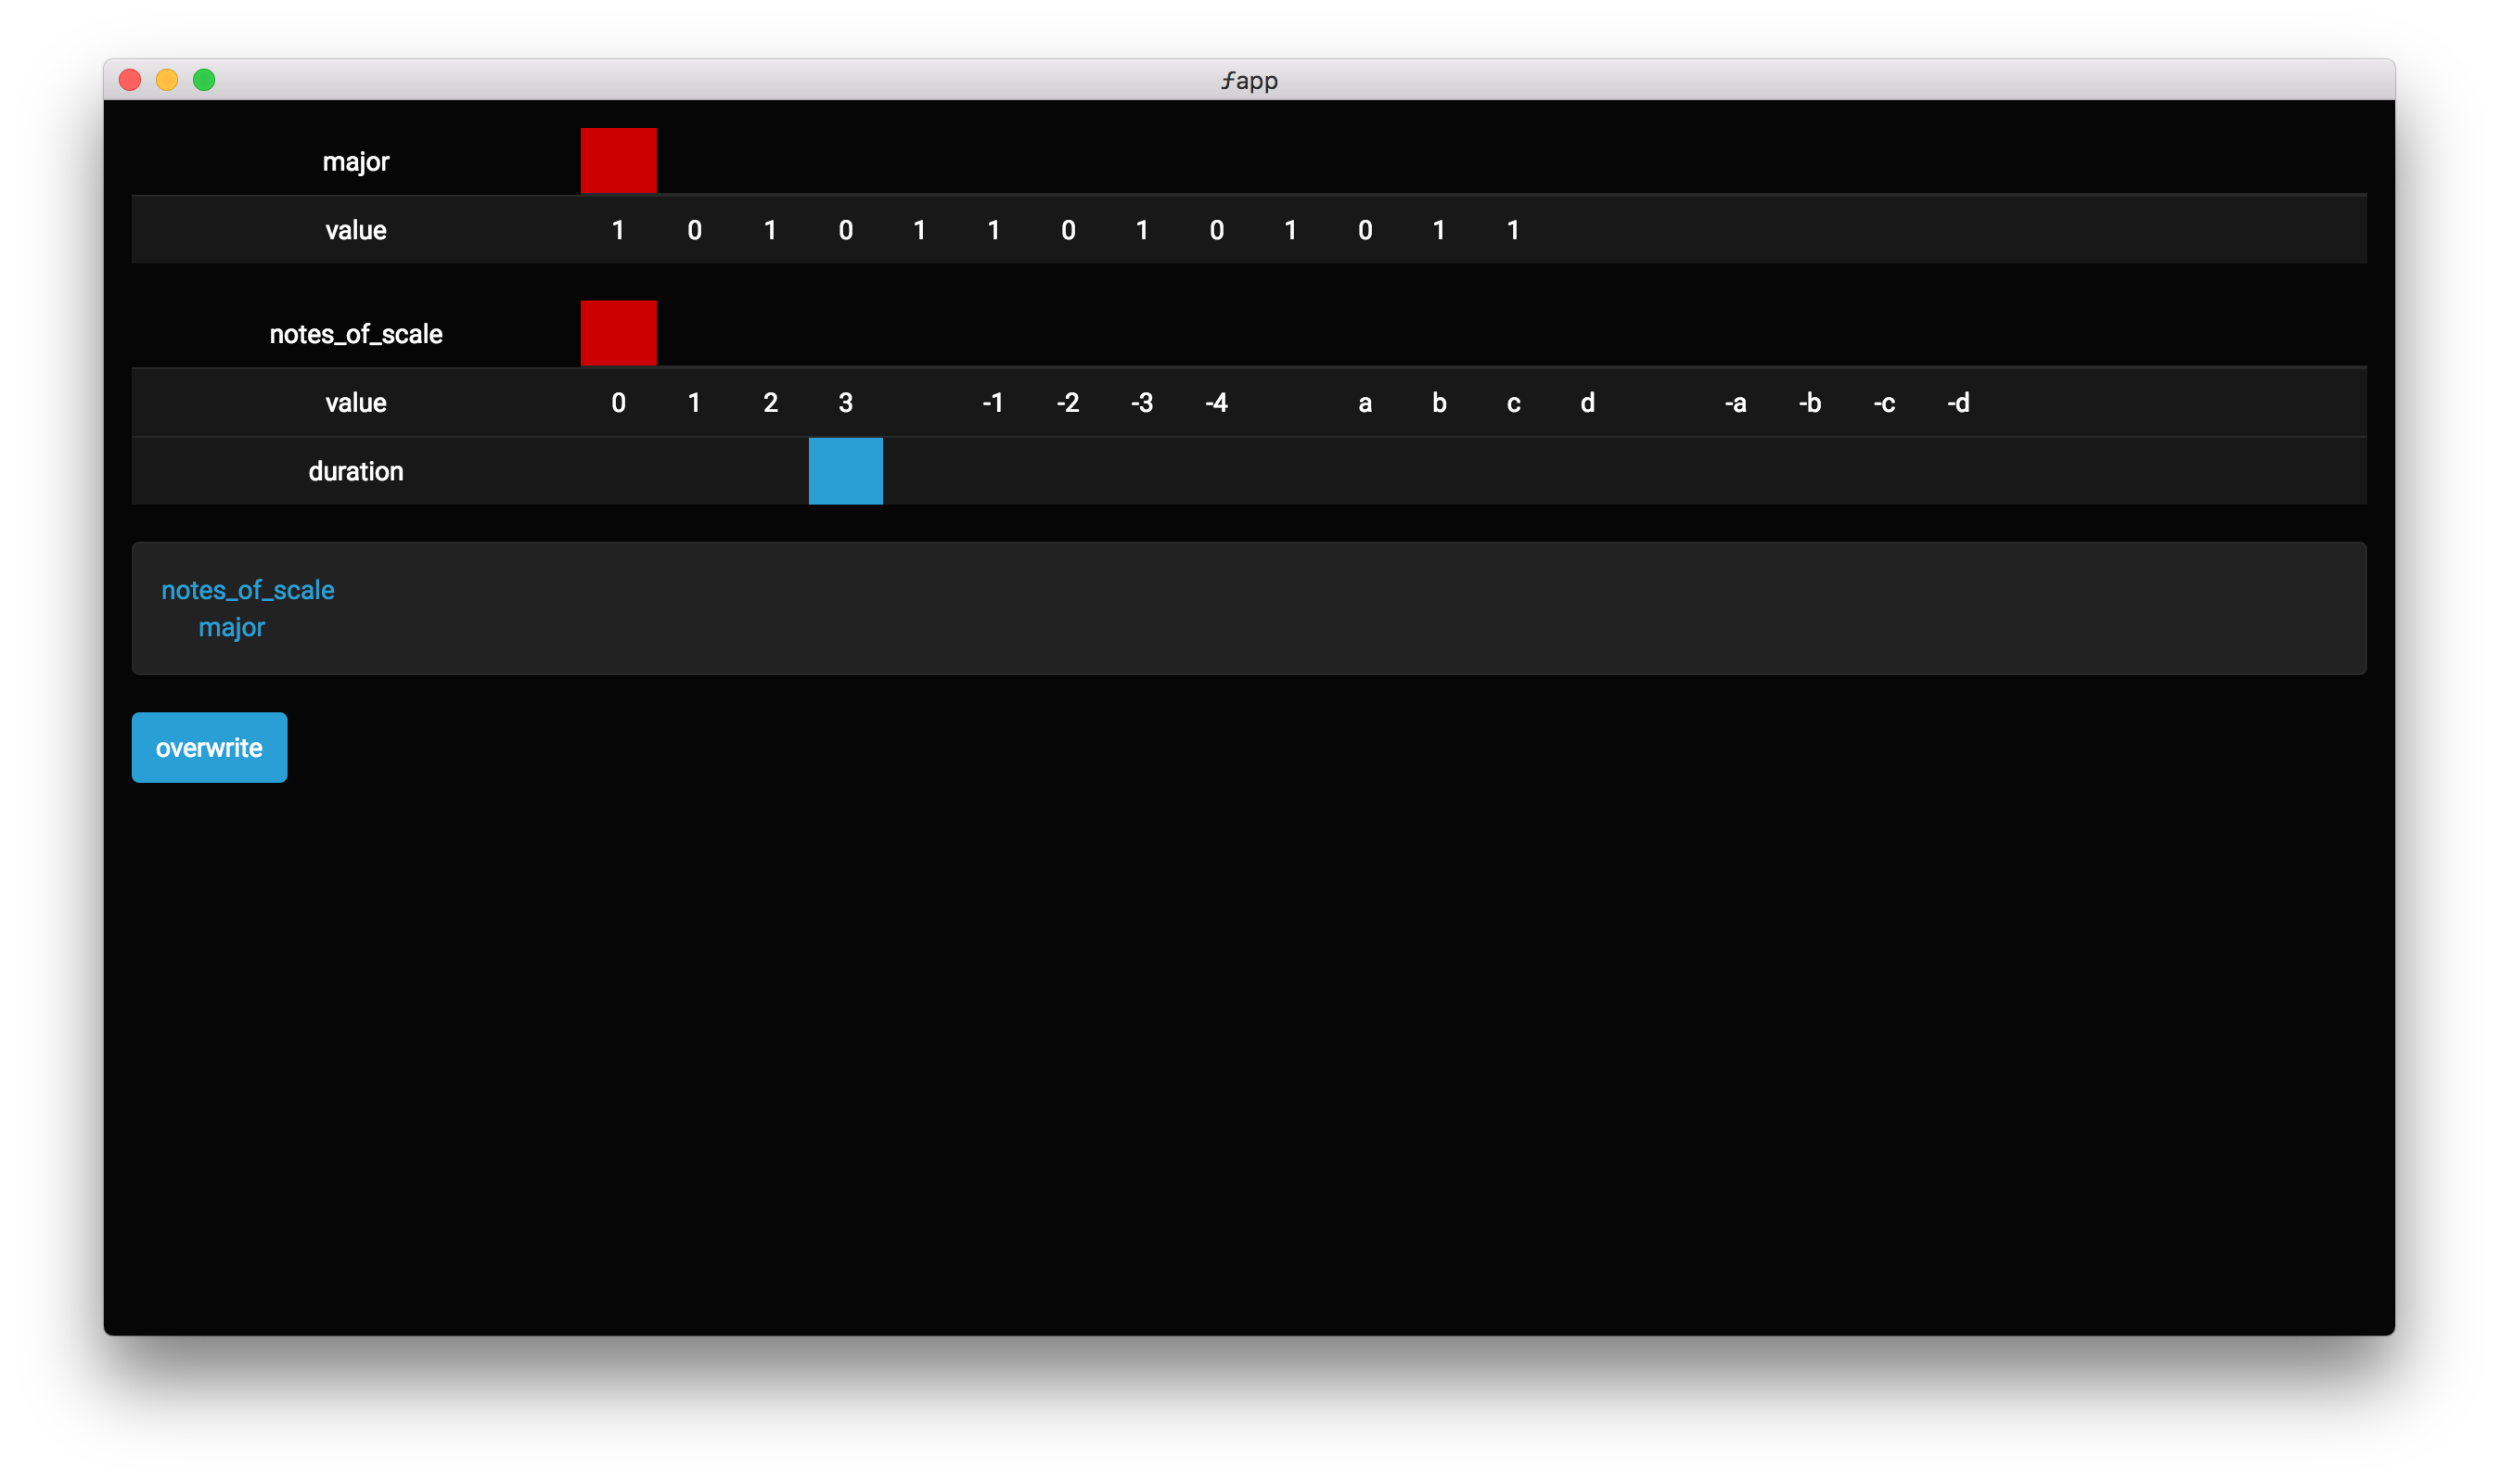 ƒapp
major
value 1 0 1 0 1 1 0 1 0 1 0 1 1
notes_of_scale
value 0 1 2 3 -1 -2 -3 -4 a b c d -a -b -c -d
duration
notes_of_scale
major
overwrite